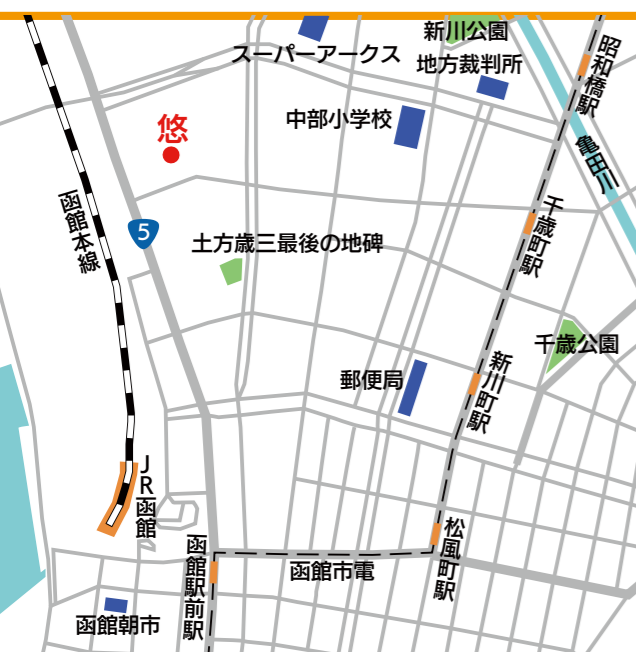 新川公園
スーパーアークス
地方裁判所
昭和橋駅
中部小学校
悠
亀田川
函館本線
5
千歳町駅
土方歳三最後の地碑
千歳公園
新川町駅
郵便局
JR函館
松風町駅
函館駅前駅
函館市電
函館朝市